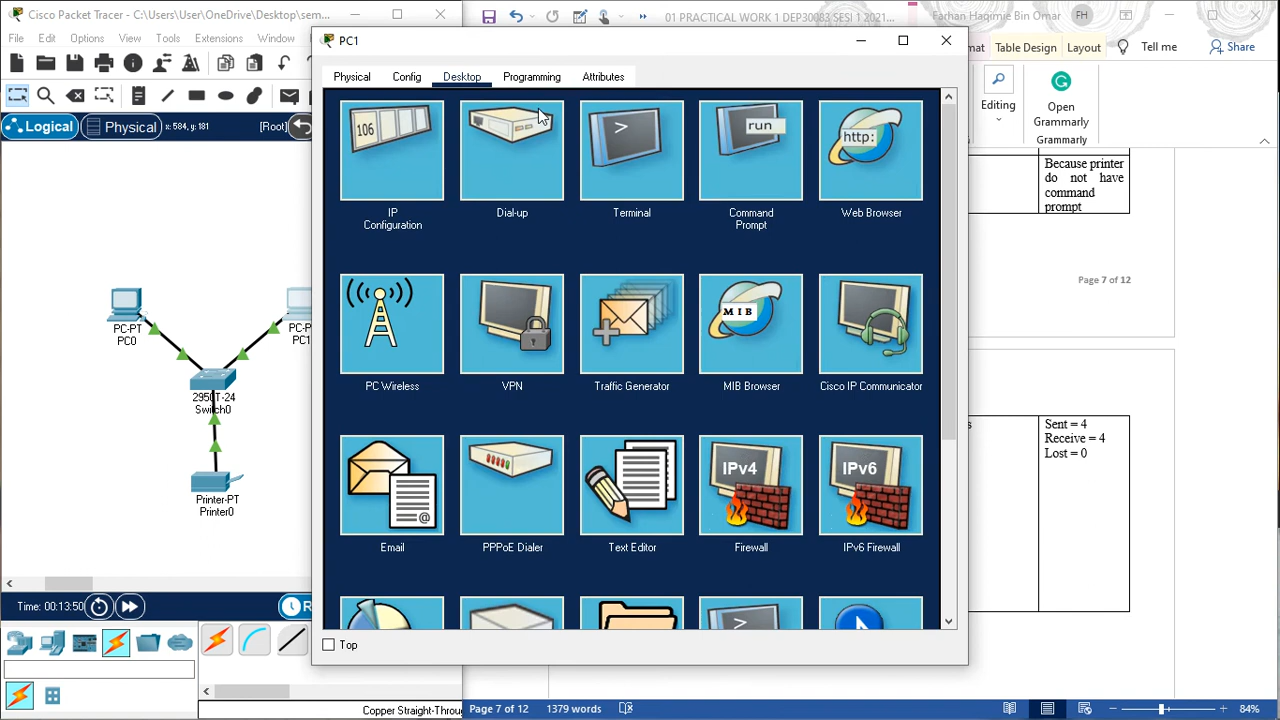 Cisco Packet Tracer - C:\Users\User\OneDrive\Desktop\sem...
File Edit Options View Tools Extensions Window
Logical Physical x: 584, y: 181 [Root]
PC-PT
PC0
PC-P
PC1
2950T-24
Switch0
Printer-PT
Printer0
Time: 00:13:50
R
Copper Straight-Throu
PC1
Physical Config Desktop Programming Attributes
106
run
http:
IP
Configuration
Dial-up
Terminal
Command
Prompt
Web Browser
MIB
PC Wireless
VPN
Traffic Generator
MIB Browser
Cisco IP Communicator
@
IPv4
IPv6
Email
PPPoE Dialer
Text Editor
Firewall
IPv6 Firewall
Top
01 PRACTICAL WORK 1 DEP30083 SESI 1 2021...
Farhan Haqimie Bin Omar FH
mat Table Design Layout Tell me Share
Editing
Open
Grammarly
Grammarly
Because printer
do not have
command
prompt
Page 7 of 12
s
Sent = 4
Receive = 4
Lost = 0
Page 7 of 12 1379 words 84%